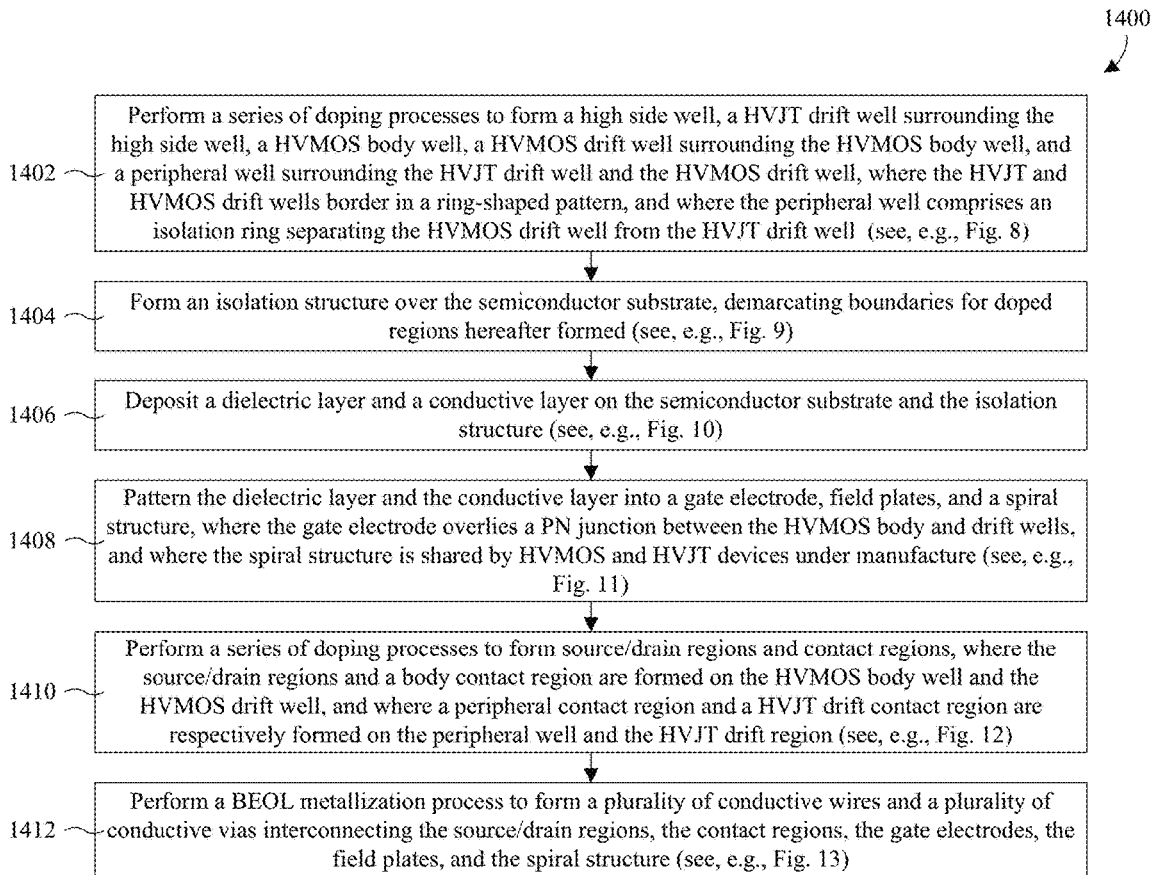 1400
Perform a series of doping processes to form a high side well, a HVJT drift well surrounding the
high side well, a HVMOS body well, a HVMOS drift well surrounding the HVMOS body well, and
1402
a peripheral well surrounding the HVJT drift well and the HVMOS drift well, where the HVJT and
HVMOS drift wells border in a ring-shaped pattern, and where the peripheral well comprises an
isolation ring separating the HVMOS drift well from the HVJT drift well (see, e.g., Fig. 8)
1404
Form an isolation structure over the semiconductor substrate, demarcating boundaries for doped
regions hereafter formed (see, e.g., Fig. 9)
1406
Deposit a dielectric layer and a conductive layer on the semiconductor substrate and the isolation
structure (see, e.g., Fig. 10)
Pattern the dielectric layer and the conductive layer into a gate electrode, field plates, and a spiral
structure, where the gate electrode overlies a PN junction between the HVMOS body and drift wells,
1408
and where the spiral structure is shared by HVMOS and HVJT devices under manufacture (see, e.g.,
Fig. 11)
Perform a series of doping processes to form source/drain regions and contact regions, where the
source/drain regions and a body contact region are formed on the HVMOS body well and the
1410
HVMOS drift well, and where a peripheral contact region and a HVJT drift contact region are
respectively formed on the peripheral well and the HVJT drift region (see, e.g., Fig. 12)
Perform a BEOL metallization process to form a plurality of conductive wires and a plurality of
1412
conductive vias interconnecting the source/drain regions, the contact regions, the gate electrodes, the
field plates, and the spiral structure (see, e.g., Fig. 13)